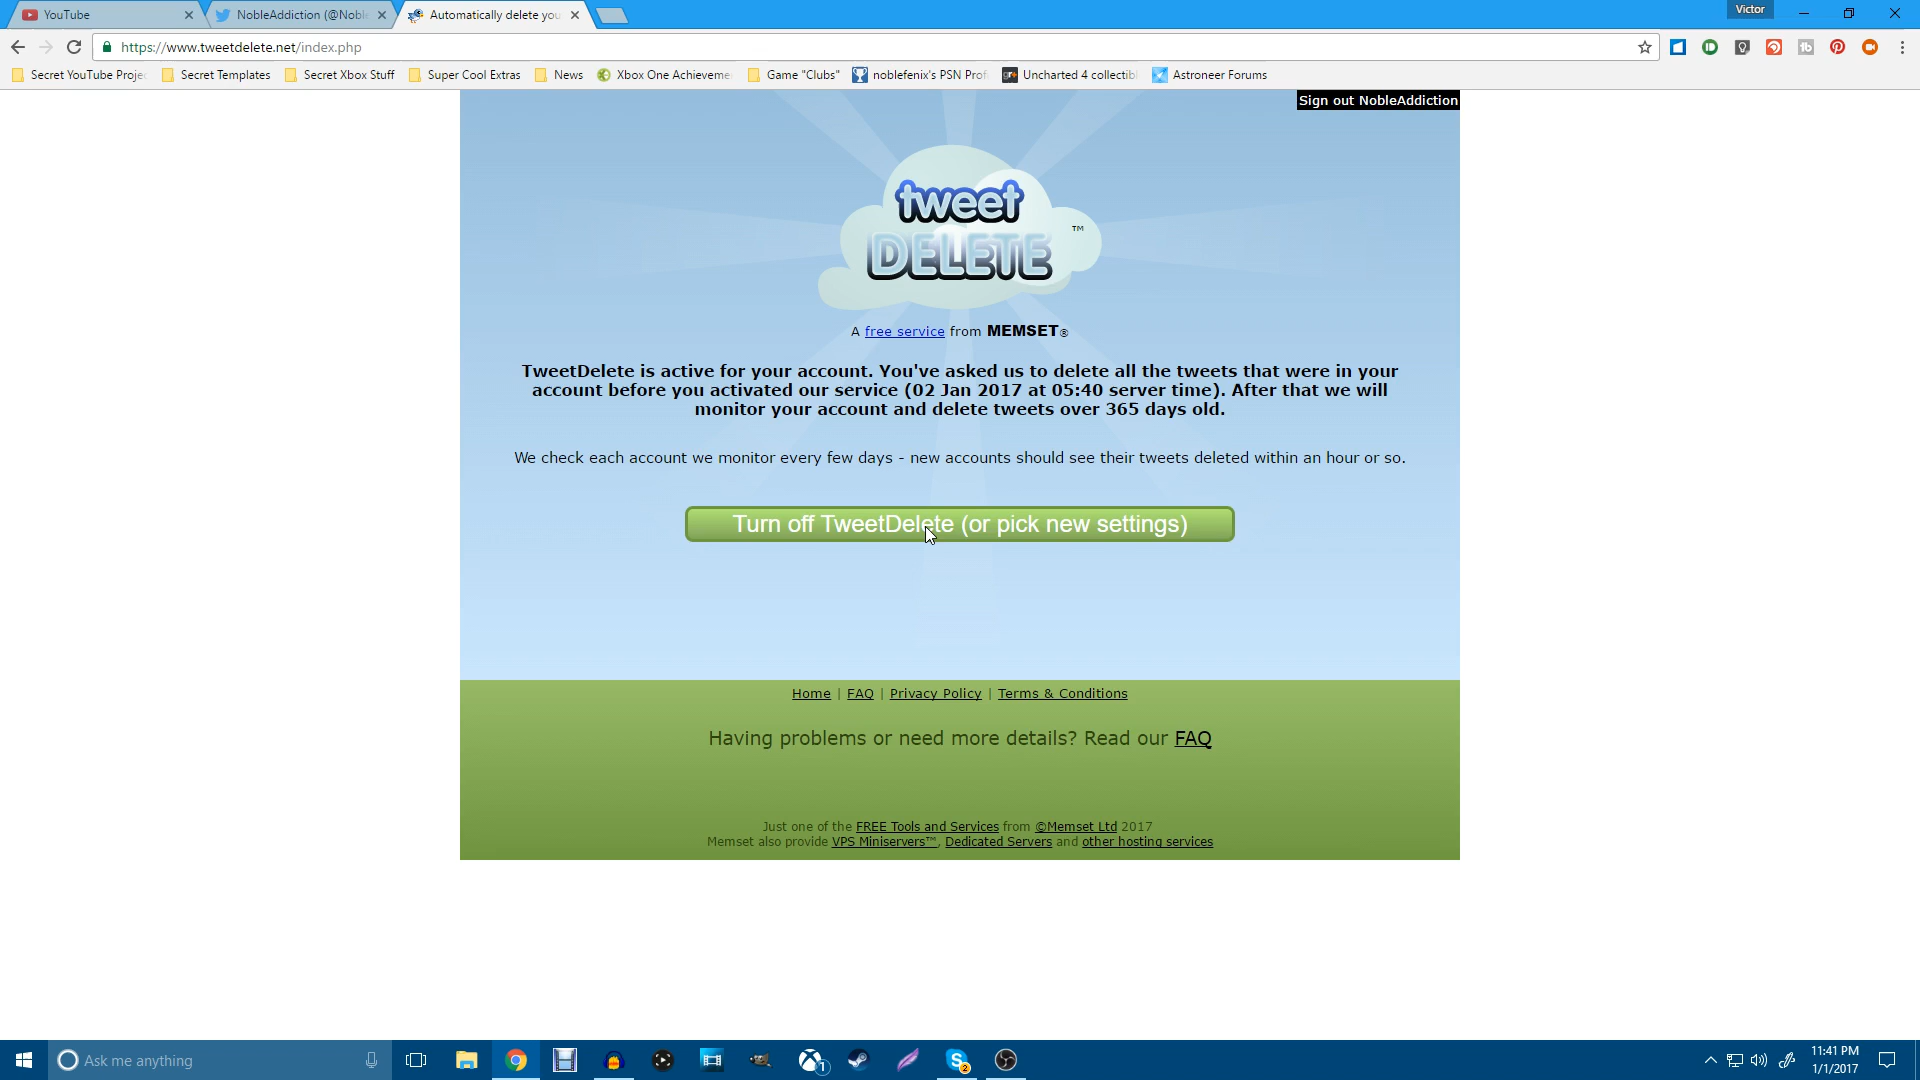 YouTube
NobleAddiction (@Noble
Automatically delete you
Victor
https://www.tweetdelete.net/index.php
Secret YouTube Proje
Secret Templates
Secret Xbox Stuff
Super Cool Extras
News
Xbox One Achieveme
Game "Clubs"
noblefenix's PSN Prof
Uncharted 4 collectib
Astroneer Forums
Sign out NobleAddiction
tweet
DELETE
TM
A free service from MEMSET®
TweetDelete is active for your account. You've asked us to delete all the tweets that were in your
account before you activated our service (02 Jan 2017 at 05:40 server time). After that we will
monitor your account and delete tweets over 365 days old.
We check each account we monitor every few days - new accounts should see their tweets deleted within an hour or so.
Turn off TweetDelete (or pick new settings)
Home | FAQ | Privacy Policy | Terms & Conditions
Having problems or need more details? Read our FAQ
Just one of the FREE Tools and Services from ©Memset Ltd 2017
Memset also provide VPS Miniservers™, Dedicated Servers and other hosting services
Ask me anything
1
2
11:41 PM
1/1/2017